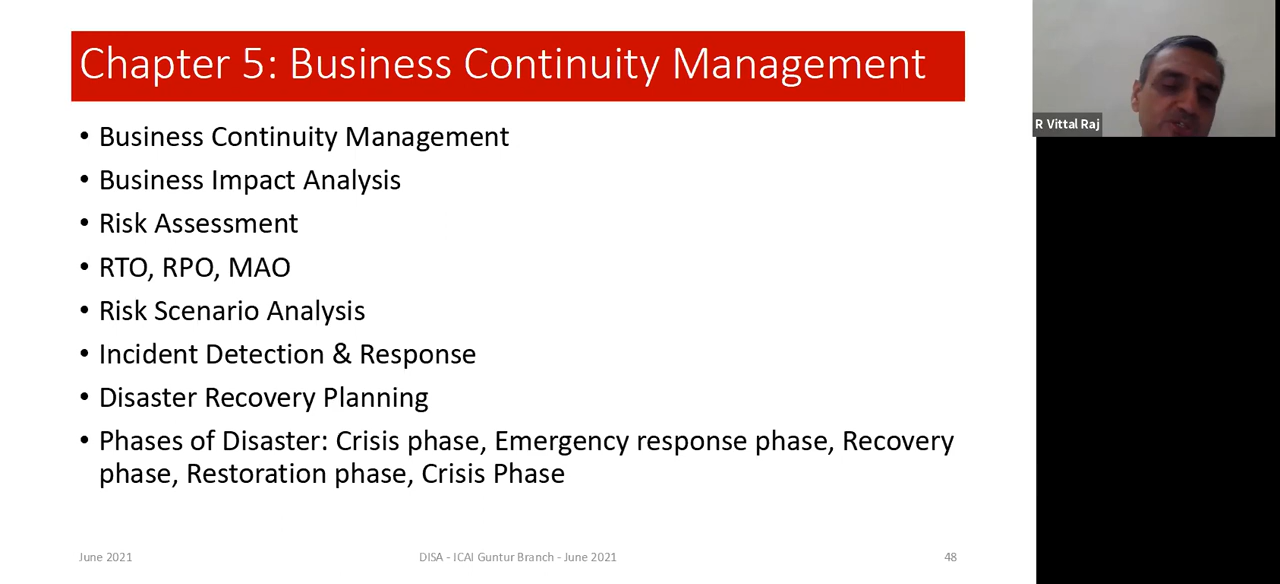 Chapter 5: Business Continuity Management
R Vittal Raj
• Business Continuity Management
• Business Impact Analysis
• Risk Assessment
• RTO, RPO, MAO
• Risk Scenario Analysis
• Incident Detection & Response
• Disaster Recovery Planning
• Phases of Disaster: Crisis phase, Emergency response phase, Recovery
phase, Restoration phase, Crisis Phase
June 2021
DISA - ICAI Guntur Branch - June 2021
48